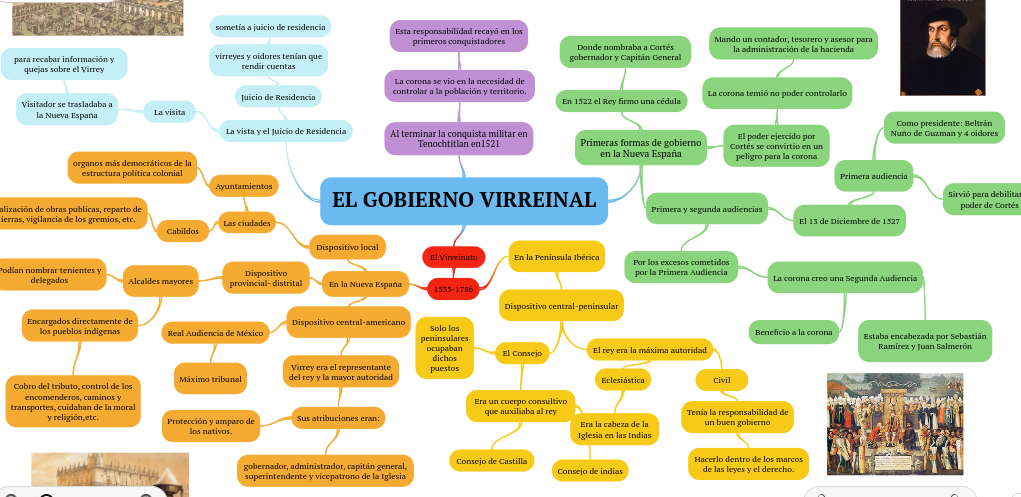 EL GOBIERNO VIRREINAL
sometía a juicio de residencia
virreyes y oidores tenían que
rendir cuentas
Juicio de Residencia
La vista y el Juicio de Residencia
La visita
Visitador se trasladaba a
la Nueva España
para recabar información y
quejas sobre el Virrey
Esta responsabilidad recayó en los
primeros conquistadores
La corona se vio en la necesidad de
controlar a la población y territorio.
Al terminar la conquista militar en
Tenochtitlan en1521
Donde nombraba a Cortés
gobernador y Capitán General
En 1522 el Rey firmo una cédula
Primeras formas de gobierno
en la Nueva España
Mando un contador, tesorero y asesor para
la administración de la hacienda
La corona temió no poder controlarlo
El poder ejercido por
Cortés se convirtio en un
peligro para la corona
Como presidente: Beltrán
Nuño de Guzman y 4 oidores
Primera audiencia
Sirvió para debilitar
poder de Cortés
El 13 de Diciembre de 1527
Primera y segunda audiencias
Por los excesos cometidos
por la Primera Audiencia
La corona creo una Segunda Audiencia
Beneficio a la corona
Estaba encabezada por Sebastián
Ramírez y Juan Salmerón
organos más democráticos de la
estructura política colonial
Ayuntamientos
Las ciudades
Cabildos
alización de obras publicas, reparto de
ierras, vigilancia de los gremios, etc.
Dispositivo local
En la Nueva España
Dispositivo
provincial- distrital
Alcaldes mayores
Podían nombrar tenientes y
delegados
Encargados directamente de
los pueblos indígenas
Cobro del tributo, control de los
encomenderos, caminos y
transportes, cuidaban de la moral
y religión,etc.
Dispositivo central-americano
Real Audiencia de México
Máximo tribunal
Virrey era el representante
del rey y la mayor autoridad
Sus atribuciones eran:
Protección y amparo de
los nativos.
gobernador, administrador, capitán general,
superintendente y vicepatrono de la Iglesia
El Virreinato
1535-1786
En la Península Ibérica
Dispositivo central-peninsular
Solo los
peninsulares
ocupaban
dichos
puestos
El Consejo
El rey era la máxima autoridad
Era un cuerpo consultivo
que auxiliaba al rey
Consejo de Castilla
Consejo de indias
Eclesiástica
Era la cabeza de la
Iglesia en las Indias
Civil
Tenía la responsabilidad de
un buen gobierno
Hacerlo dentro de los marcos
de las leyes y el derecho.